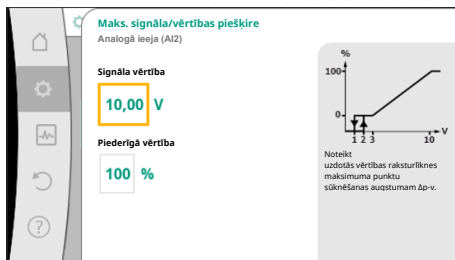 Maks. signāla/vērtības piešķire
Analogā ieeja (AI2)
Signāla vērtība
10,00 V
Piederīgā vērtība
100 %
%
100
0
1 2 3 10 V
Noteikt
uzdotās vērtības raksturlīknes
maksimuma punktu
sūknēšanas augstumam Δp-v.